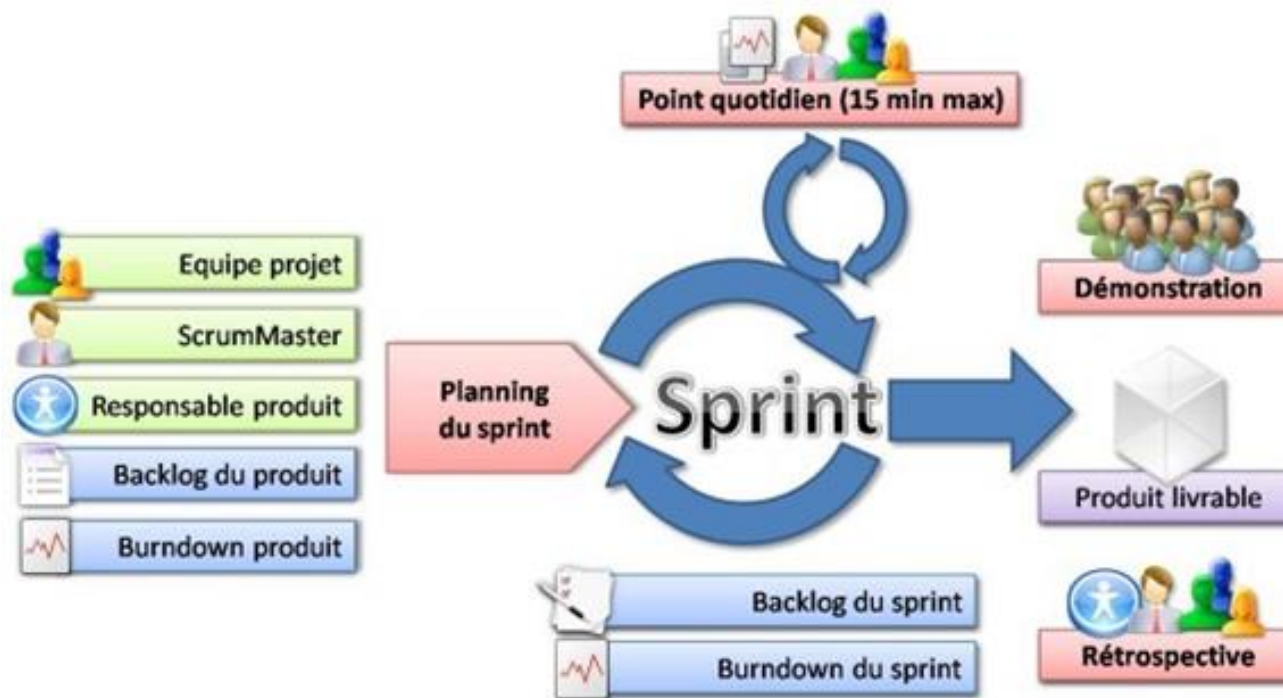 Point quotidien (15 min max)
Equipe projet
ScrumMaster
Responsable produit
Backlog du produit
Burndown produit
Planning
du sprint
Sprint
Backlog du sprint
Burndown du sprint
Démonstration
Produit livrable
Rétrospective